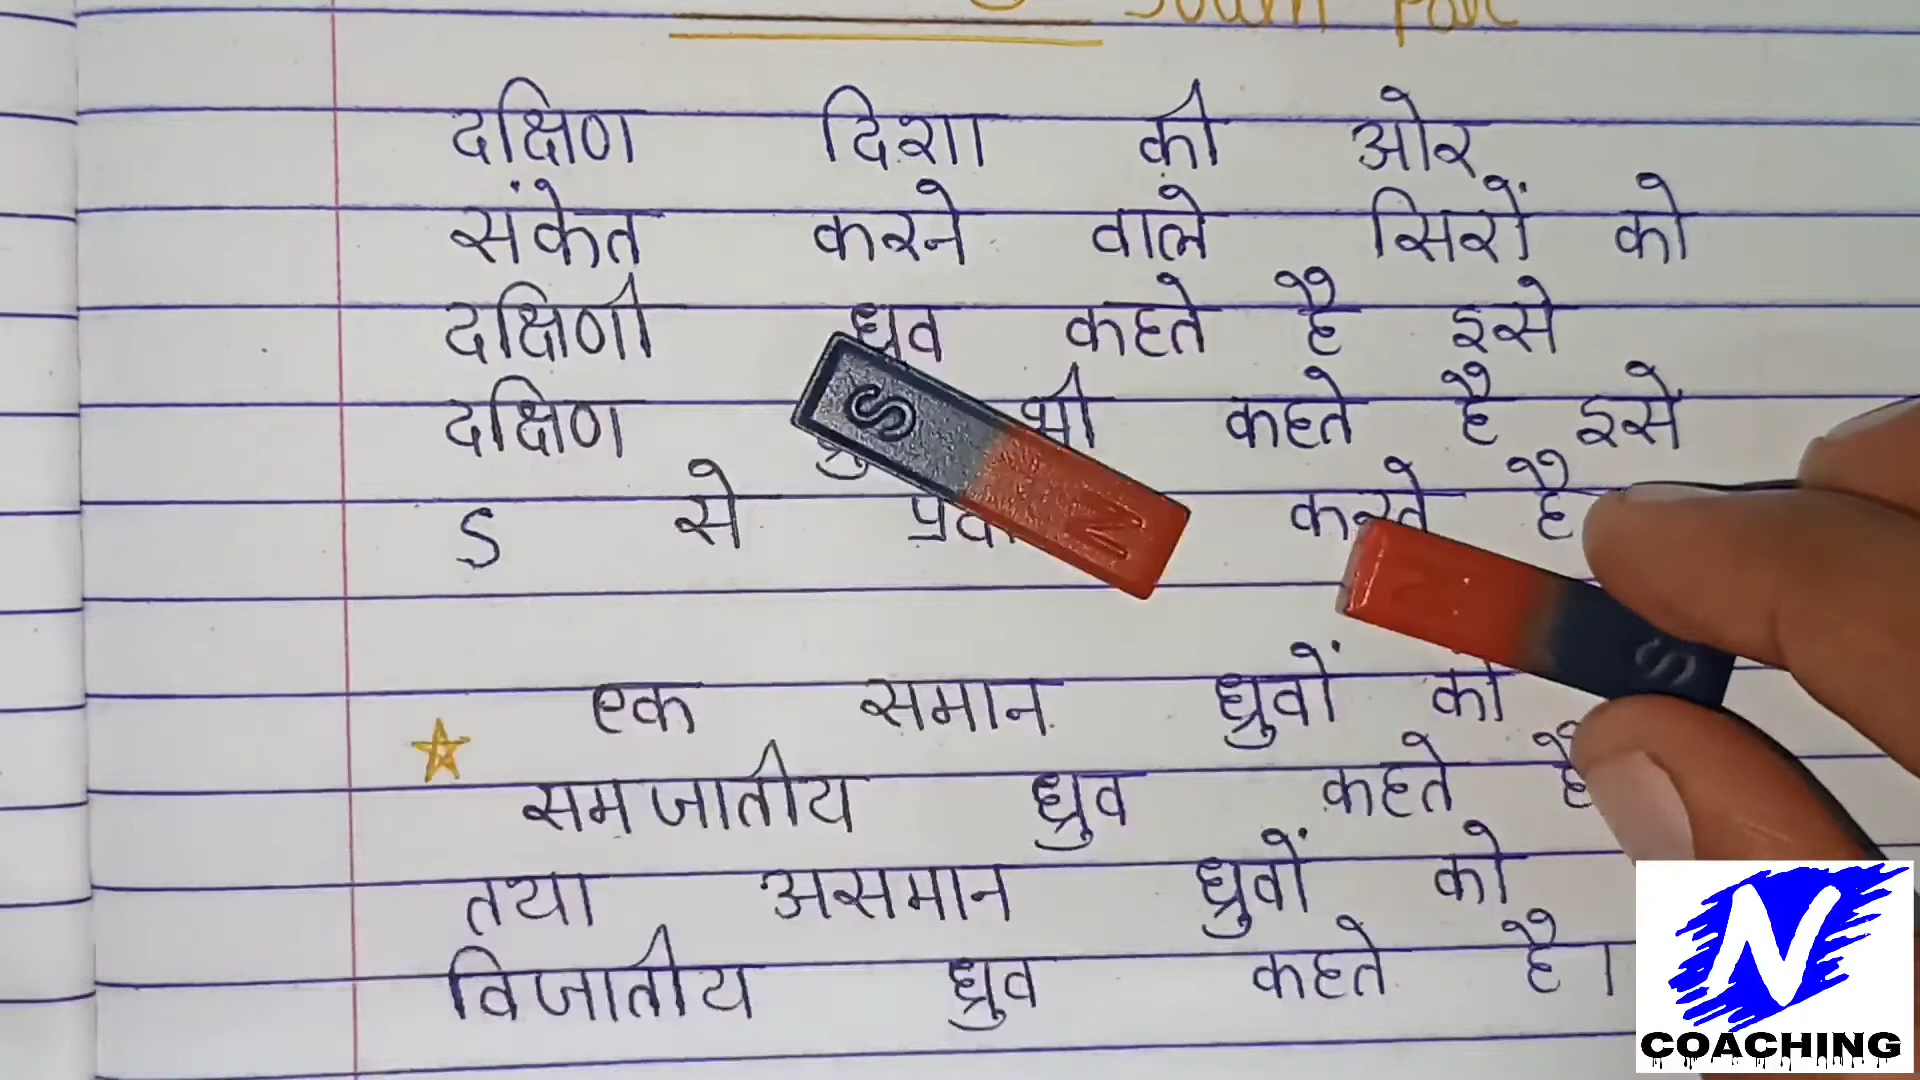 South Pole
दक्षिण दिशा की ओर
संकेत करने वाले सिरों को
दक्षिणी ध्रुव कहते है इसे
दक्षिण भी कहते है इसे
S से करते है
S N
N S
एक समान ध्रुवों को
समजातीय ध्रुव कहते है
तथा असमान ध्रुवों को
विजातीय ध्रुव कहते है।
N
COACHING